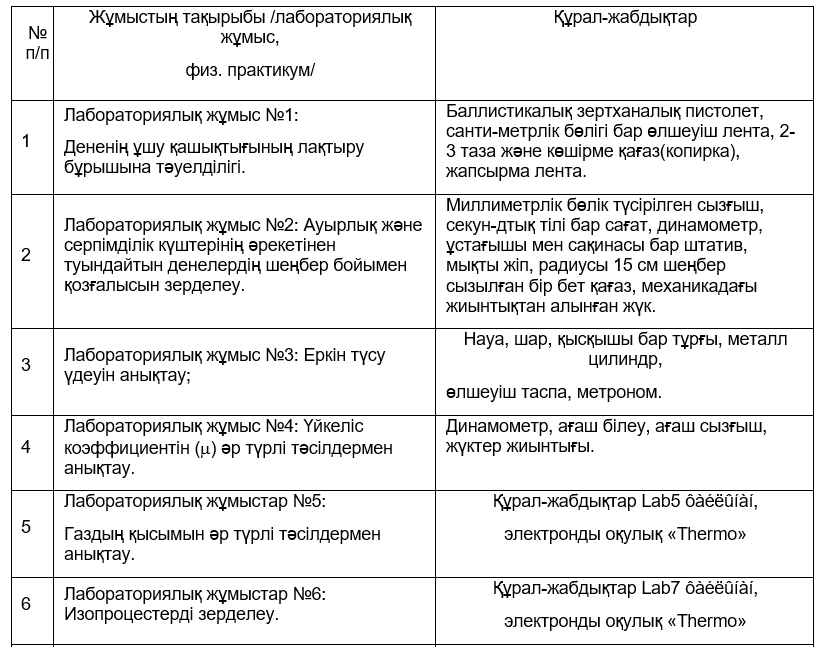 №
п/п
Жұмыстың тақырыбы /лабораториялық
жұмыс,
физ. практикум/
Құрал-жабдықтар
1
Лабораториялық жұмыс №1:
Дененің ұшу қашықтығының лақтыру
бұрышына тәуелділігі.
Баллистикалық зертханалық пистолет,
санти-метрлік бөлігі бар өлшеуіш лента, 2-
3 таза және көшірме қағаз(копирка),
жапсырма лента.
2
Лабораториялық жұмыс №2: Ауырлық және
серпімділік күштерінің әрекетінен
туындайтын денелердің шеңбер бойымен
қозғалысын зерделеу.
Миллиметрлік бөлік түсірілген сызғыш,
секун-дтық тілі бар сағат, динамометр,
ұстағышы мен сақинасы бар штатив,
мықты жіп, радиусы 15 см шеңбер
сызылған бір бет қағаз, механикадағы
жиынтықтан алынған жүк.
3
Лабораториялық жұмыс №3: Еркін түсу
үдеуін анықтау;
Науа, шар, қысқышы бар тұрғы, металл
цилиндр,
өлшеуіш таспа, метроном.
4
Лабораториялық жұмыс №4: Үйкеліс
коэффициентін (μ) әр түрлі тәсілдермен
анықтау.
Динамометр, ағаш білеу, ағаш сызғыш,
жүктер жиынтығы.
5
Лабораториялық жұмыстар №5:
Газдың қысымын әр түрлі тәсілдермен
анықтау.
Құрал-жабдықтар Lab5 ôàéëûíàí,
электронды оқулық «Thermo»
6
Лабораториялық жұмыстар №6:
Изопроцестерді зерделеу.
Құрал-жабдықтар Lab7 ôàéëûíàí,
электронды оқулық «Thermo»